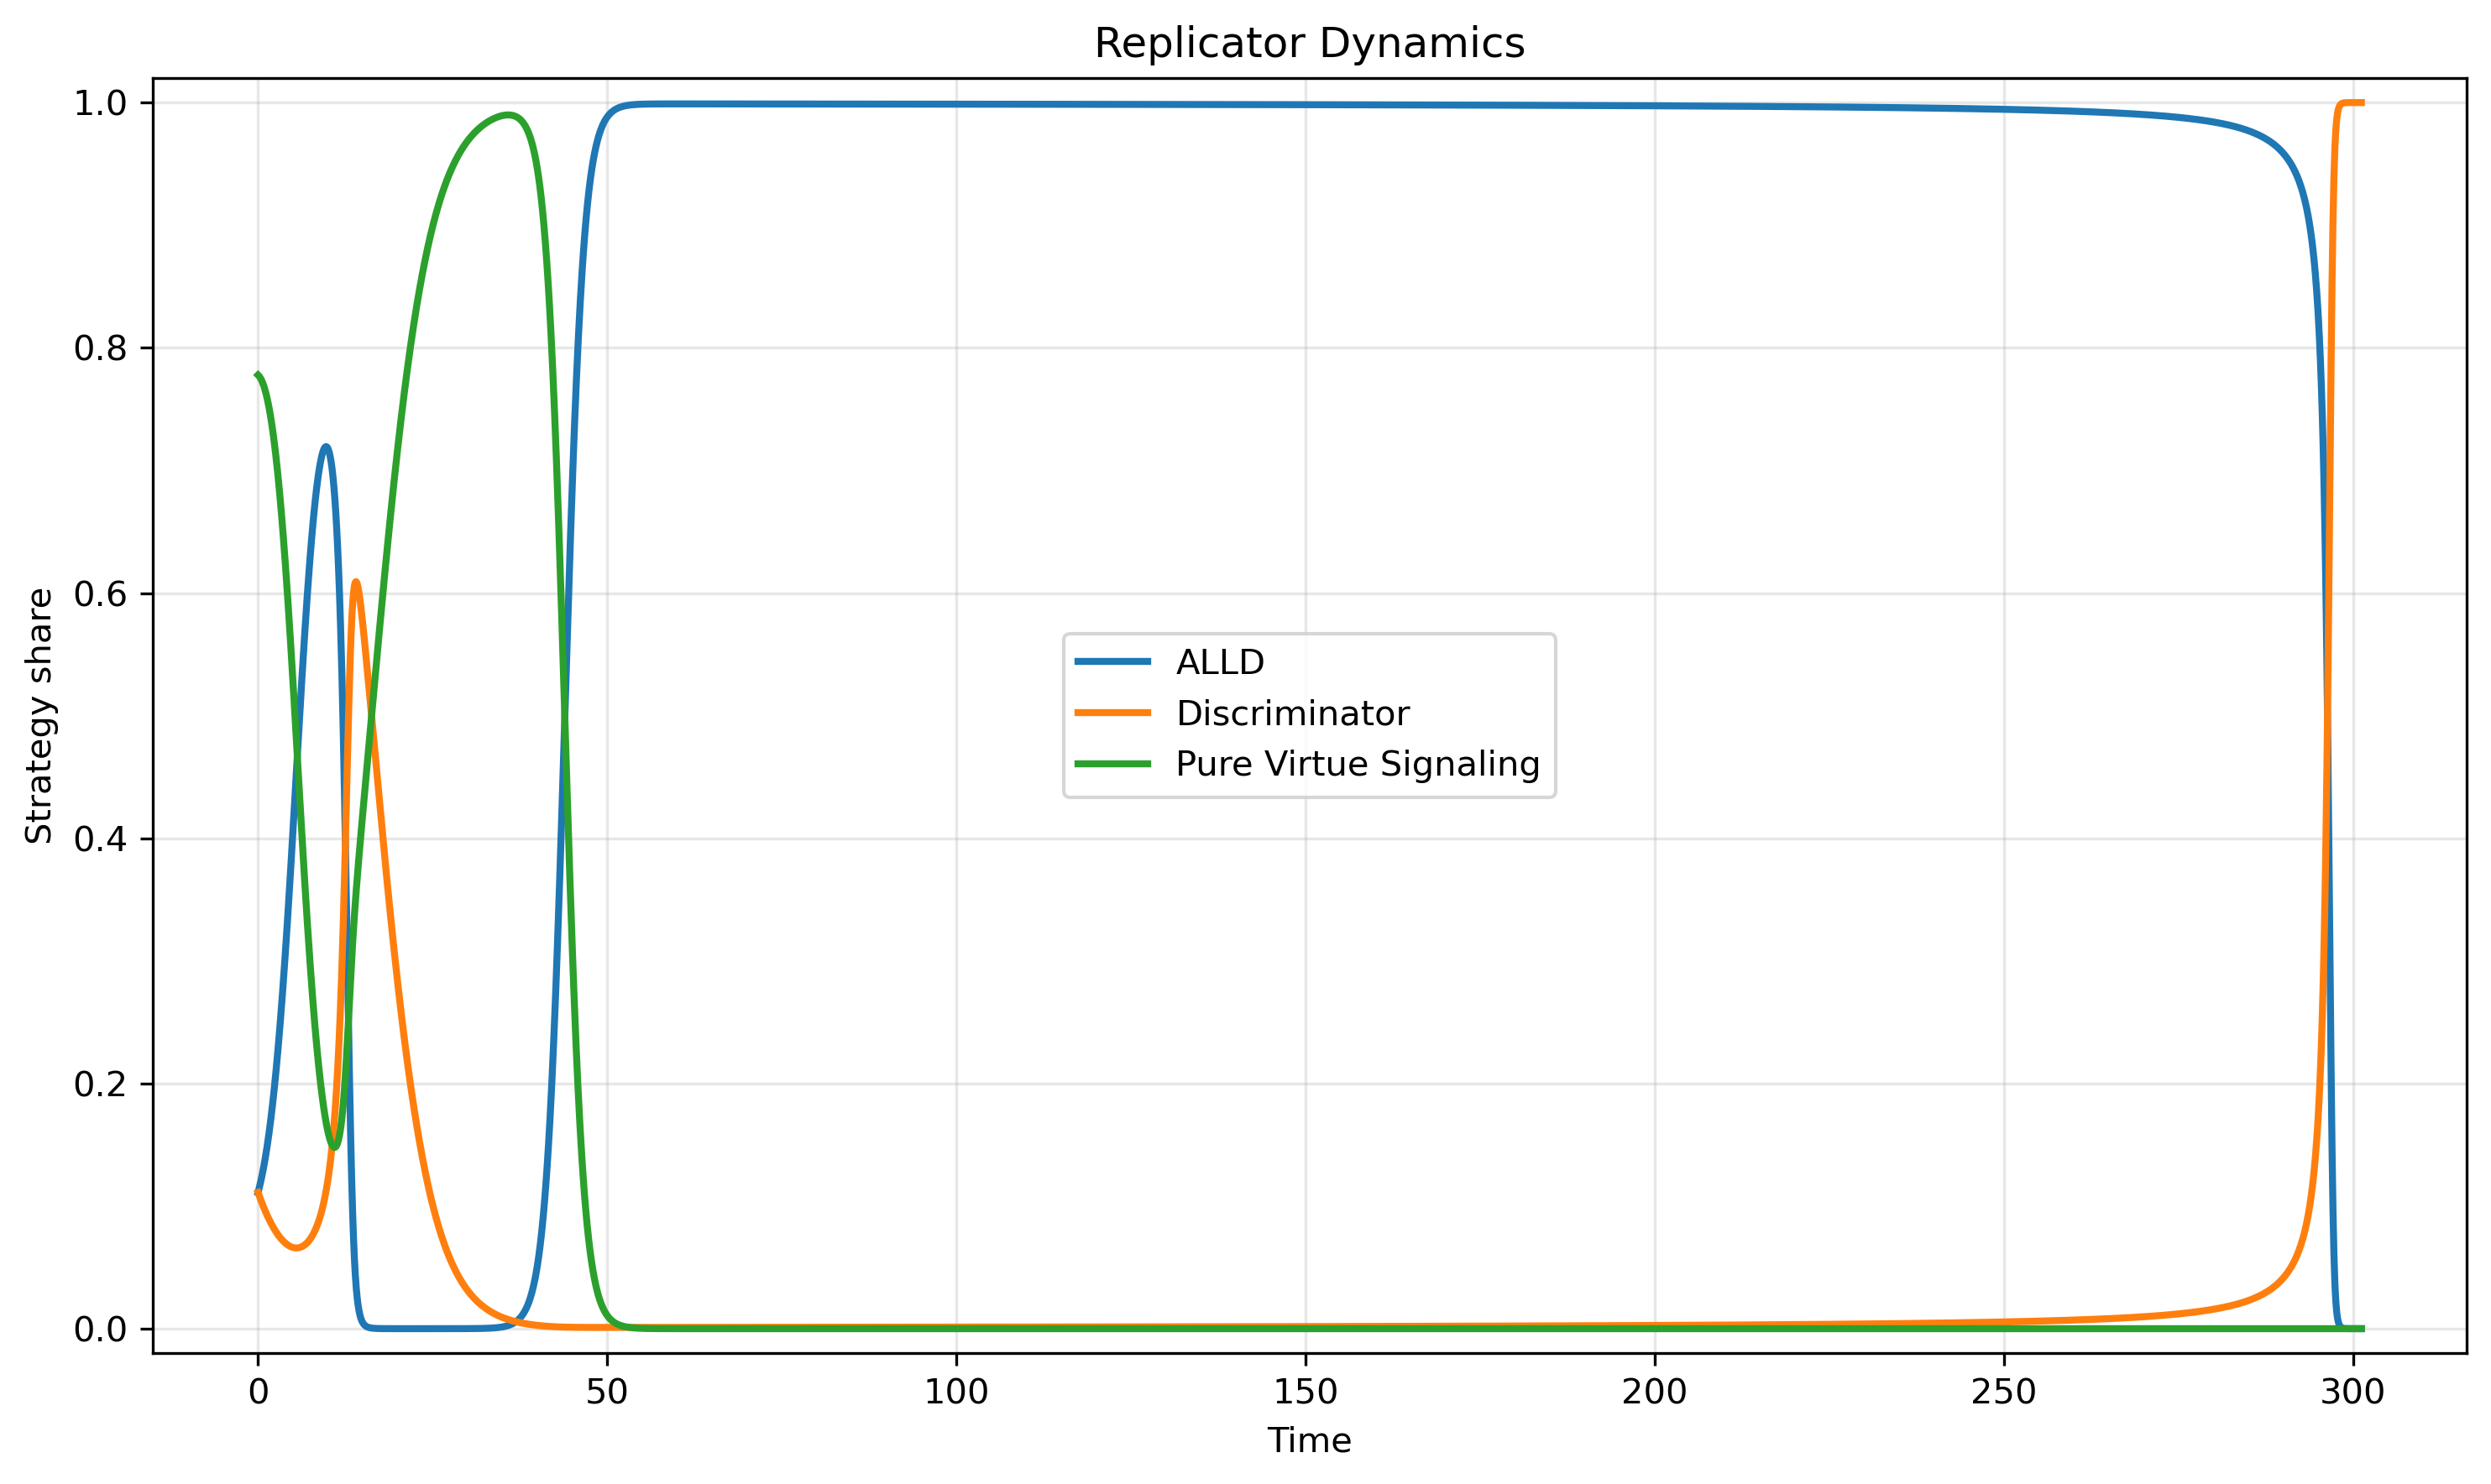 Replicator Dynamics
Strategy share
1.0
0.8
0.6
0.4
0.2
0.0
ALLD
Discriminator
Pure Virtue Signaling
0 50 100 150 200 250 300
Time